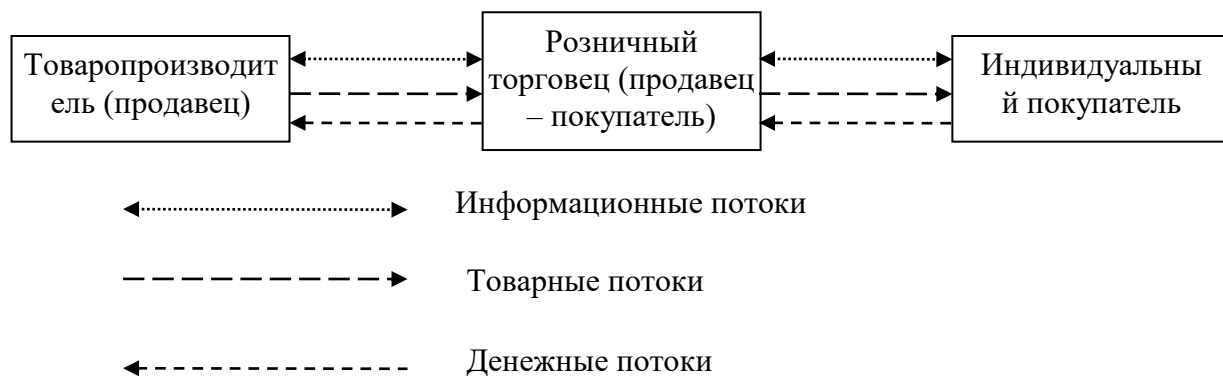 Товаропроизводит
ель (продавец)
Розничный
торговец (продавец
– покупатель)
Индивидуальны
й покупатель
Информационные потоки
Товарные потоки
Денежные потоки